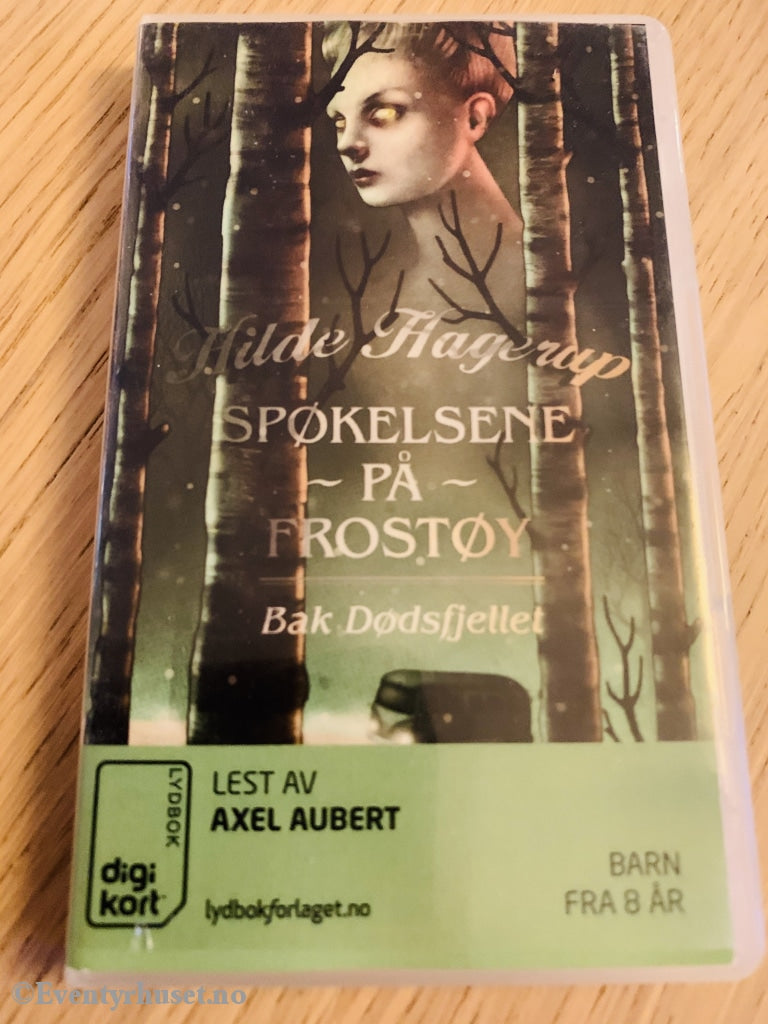 Hilde Hagerup
SPØKELSENE
~ PÅ ~
FROSTØY
Bak Dødsfjellet
LYDBOK
digi
kort
LEST AV
AXEL AUBERT
lydbokforlaget.no
BARN
FRA 8 ÅR
©Eventyrhuset.no